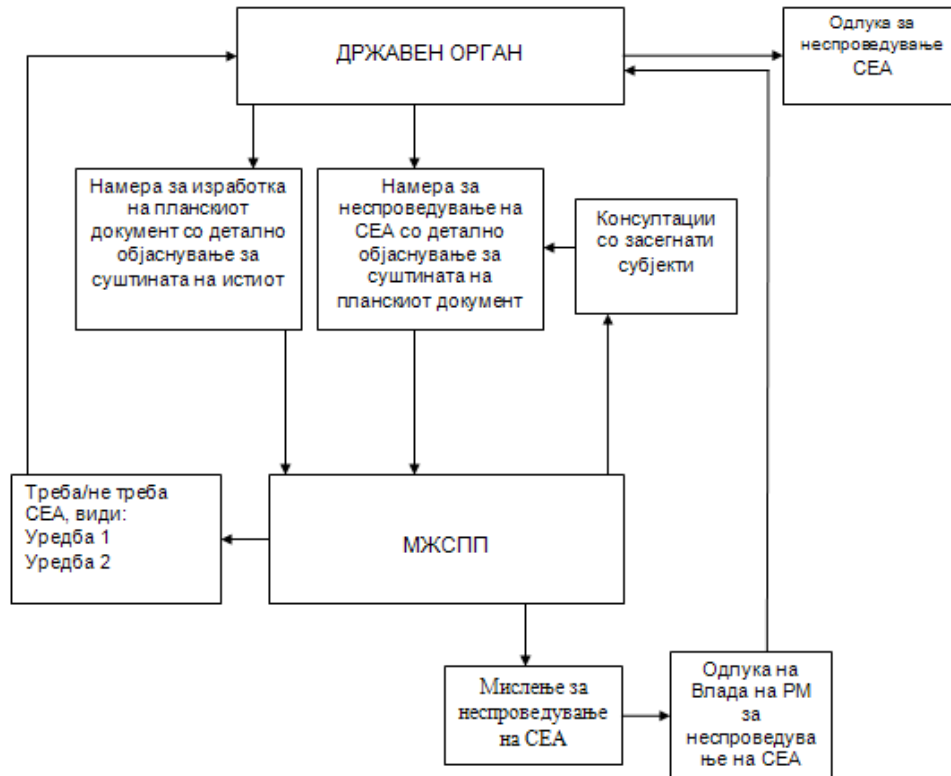 ДРЖАВЕН ОРГАН
Одлука за
неспроведување
СЕА
Намера за изработка
на планскиот
документ со детално
објаснување за
суштината на истиот
Намера за
неспроведување на
СЕА со детално
објаснување за
суштината на
планскиот документ
Консултации
со засегнати
субјекти
Треба/не треба
СЕА, види:
Уредба 1
Уредба 2
МЖСПП
Мислење за
неспроведување
на СЕА
Одлука на
Влада на РМ
за
неспроведува
ње на СЕА